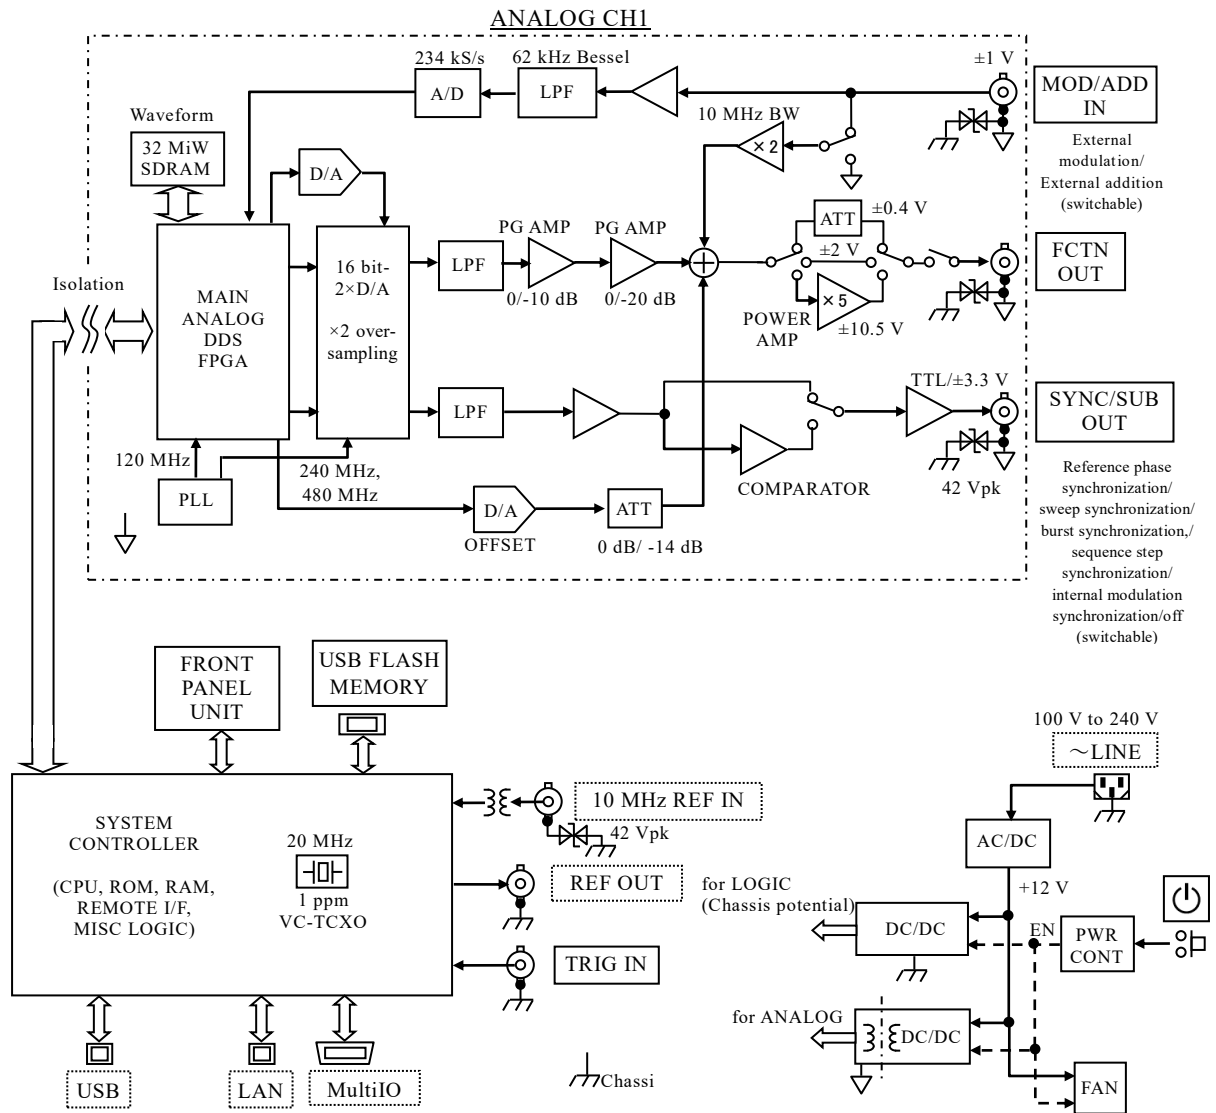 ANALOG CH1
234 kS/s
62 kHz Bessel
±1 V
A/D
LPF
MOD/ADD
IN
Waveform
10 MHz BW
32 MiW
SDRAM
×2
External
modulation/
External addition
(switchable)
D/A
ATT
±0.4 V
PG AMP
PG AMP
±2 V
FCTN
OUT
Isolation
LPF
16 bit-
2×D/A
×2 over-
sampling
MAIN
ANALOG
DDS
FPGA
0/-10 dB
0/-20 dB
×5
POWER
AMP
±10.5 V
TTL/±3.3 V
LPF
SYNC/SUB
OUT
120 MHz
240 MHz,
480 MHz
PLL
COMPARATOR
42 Vpk
D/A
ATT
OFFSET
0 dB/ -14 dB
Reference phase
synchronization/
sweep synchronization/
burst synchronization,/
sequence step
synchronization/
internal modulation
synchronization/off
(switchable)
FRONT
PANEL
UNIT
USB FLASH
MEMORY
100 V to 240 V
～LINE
10 MHz REF IN
42 Vpk
SYSTEM
CONTROLLER
(CPU, ROM, RAM,
REMOTE I/F,
MISC LOGIC)
20 MHz
1 ppm
VC-TCXO
AC/DC
REF OUT
+12 V
for LOGIC
(Chassis potential)
DC/DC
EN
PWR
CONT
TRIG IN
for ANALOG
DC/DC
Chassi
FAN
USB
LAN
MultiIO